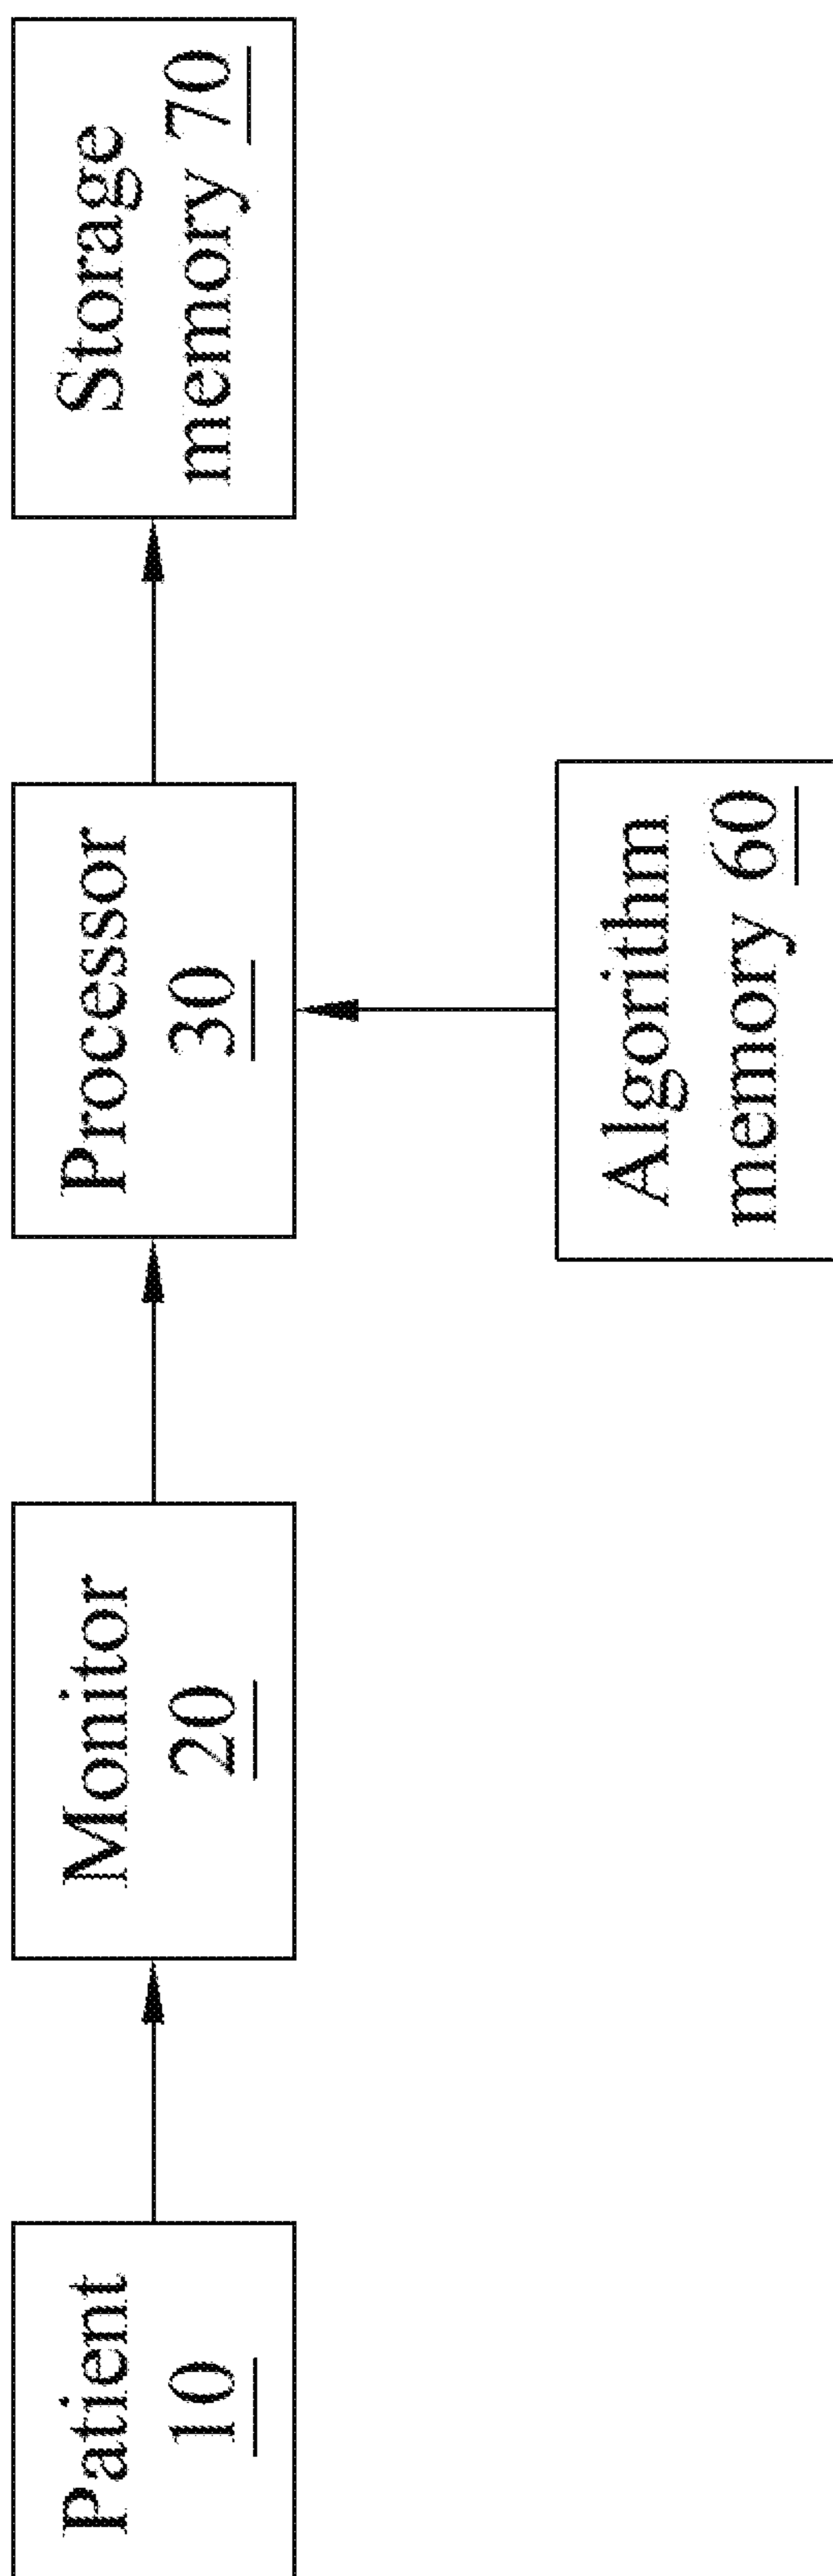 Patient
10
Monitor
20
Processor
30
Storage
memory 70
Algorithm
memory 60